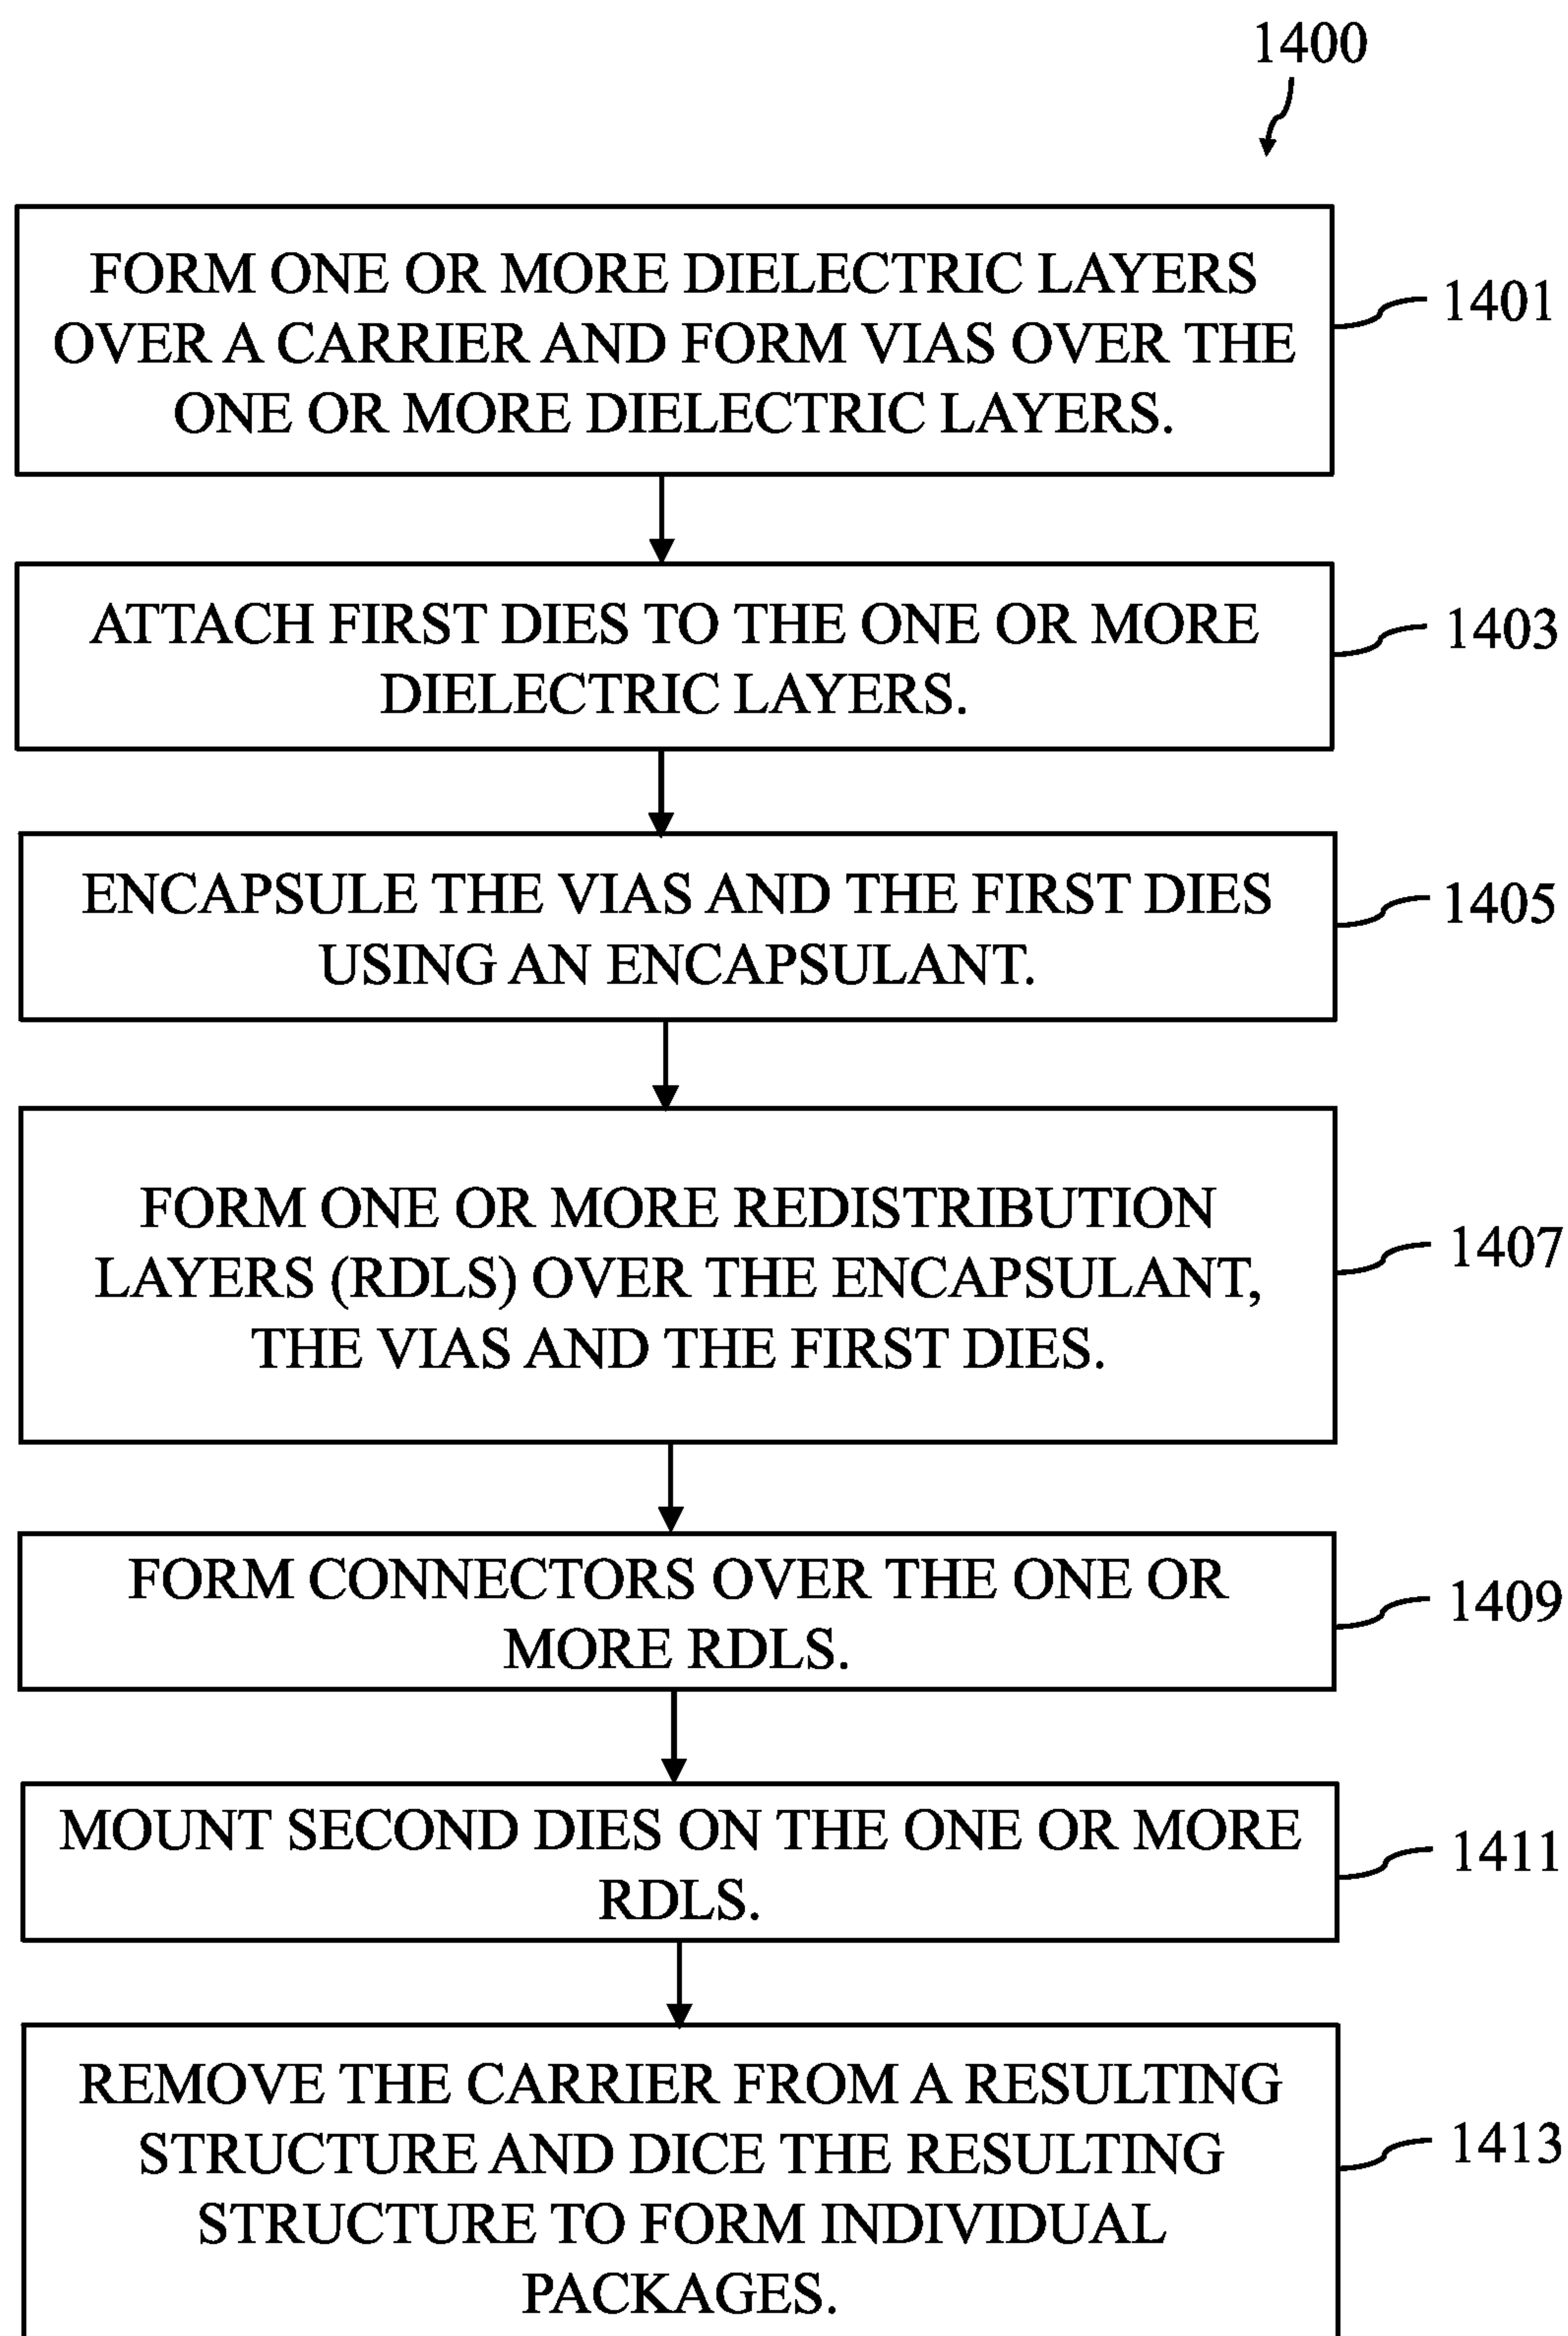 1400
FORM ONE OR MORE DIELECTRIC LAYERS
OVER A CARRIER AND FORM VIAS OVER THE
ONE OR MORE DIELECTRIC LAYERS.
1401
ATTACH FIRST DIES TO THE ONE OR MORE
DIELECTRIC LAYERS.
1403
ENCAPSULE THE VIAS AND THE FIRST DIES
USING AN ENCAPSULANT.
1405
FORM ONE OR MORE REDISTRIBUTION
LAYERS (RDLS) OVER THE ENCAPSULANT,
THE VIAS AND THE FIRST DIES.
1407
FORM CONNECTORS OVER THE ONE OR
MORE RDLS.
1409
MOUNT SECOND DIES ON THE ONE OR MORE
RDLS.
1411
REMOVE THE CARRIER FROM A RESULTING
STRUCTURE AND DICE THE RESULTING
STRUCTURE TO FORM INDIVIDUAL
PACKAGES.
1413